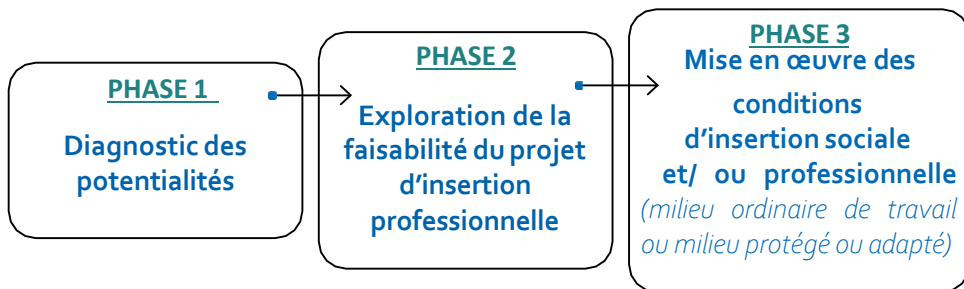 PHASE 1
Diagnostic des
potentialités
PHASE 2
Exploration de la
faisabilité du projet
d'insertion
professionnelle
PHASE 3
Mise en œuvre des
conditions
d'insertion sociale
et/ ou professionnelle
(milieu ordinaire de travail
ou milieu protégé ou adapté)